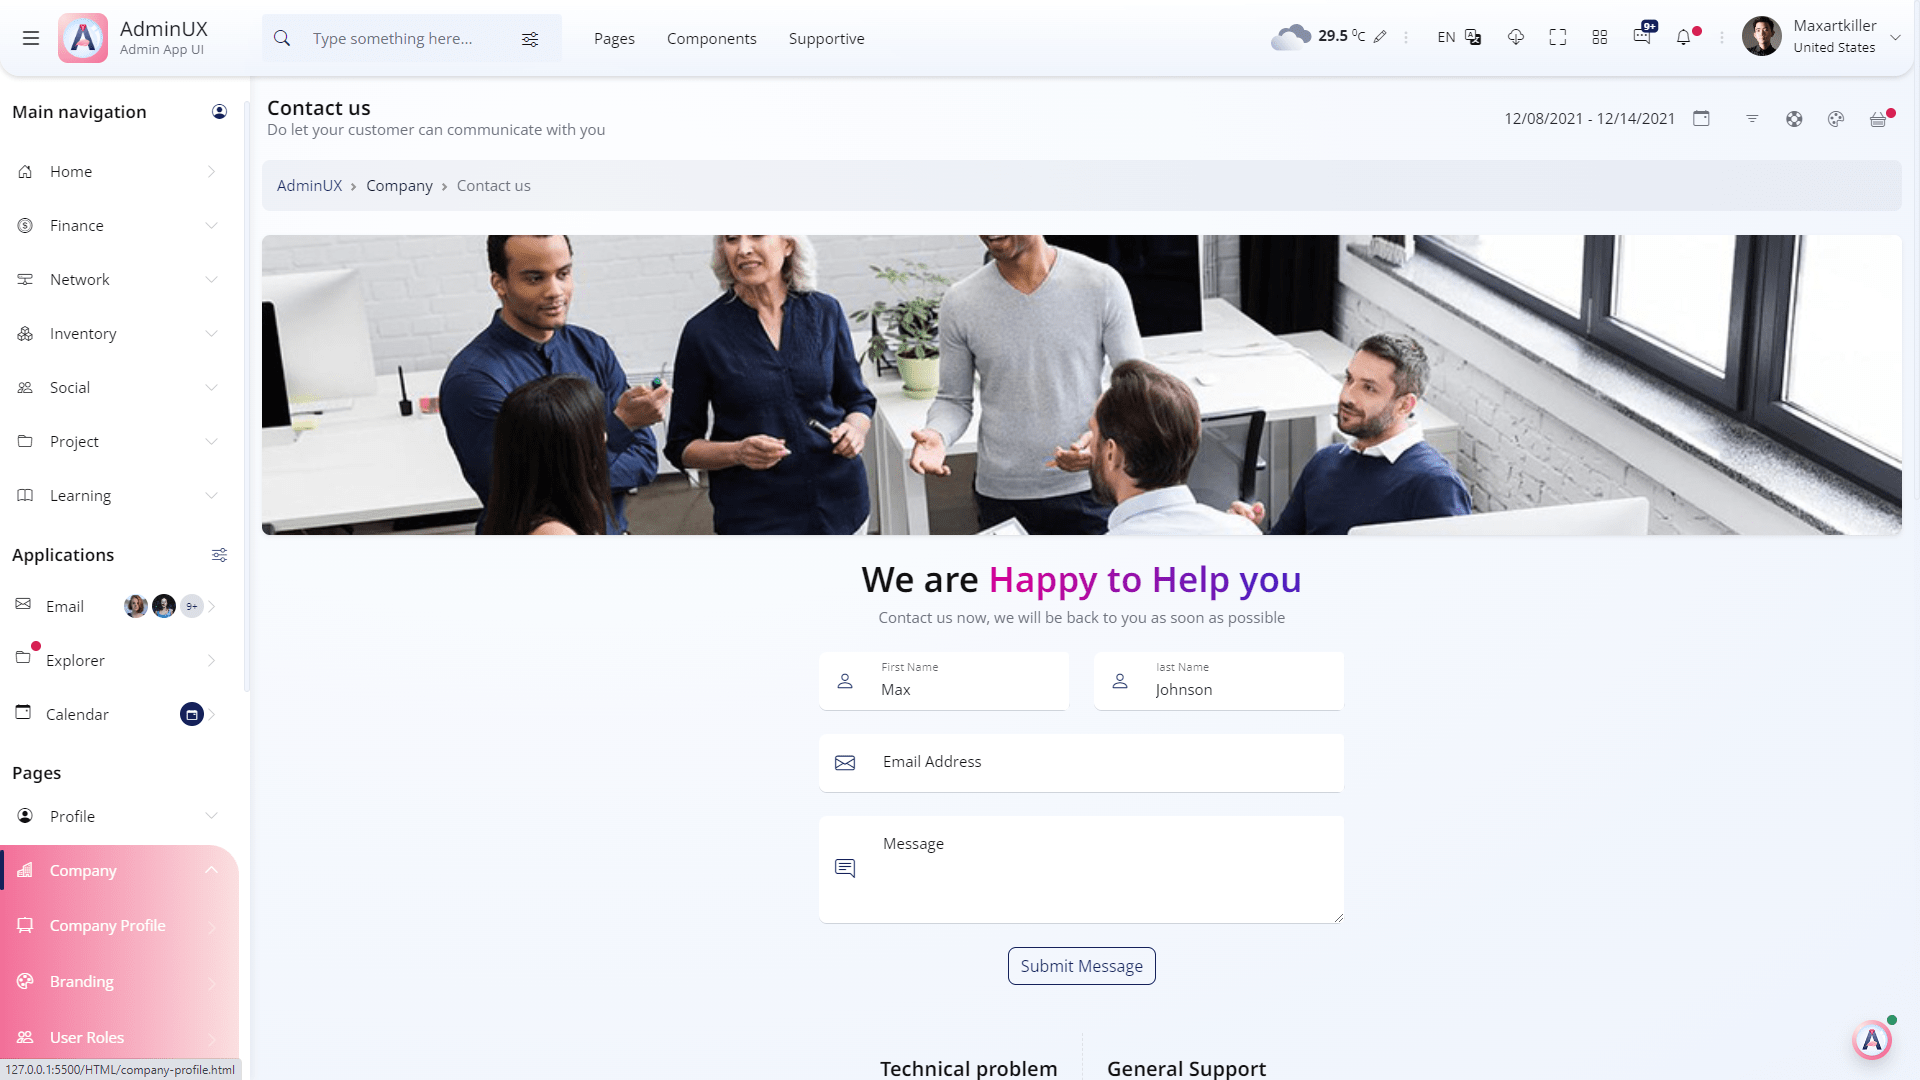 AdminUX
Admin App UI
Type something here...
Pages
Components
Supportive
29.5 °C
EN
9+
Maxartkiller
United States
Main navigation
Home
Finance
Network
Inventory
Social
Project
Learning
Applications
Email
9+
Explorer
Calendar
Pages
Profile
Company
Company Profile
Branding
User Roles
127.0.0.1:5500/HTML/company-profile.html
Contact us
Do let your customer can communicate with you
12/08/2021 - 12/14/2021
AdminUX › Company › Contact us
We are Happy to Help you
Contact us now, we will be back to you as soon as possible
First Name
Max
last Name
Johnson
Email Address
Message
Submit Message
Technical problem
General Support